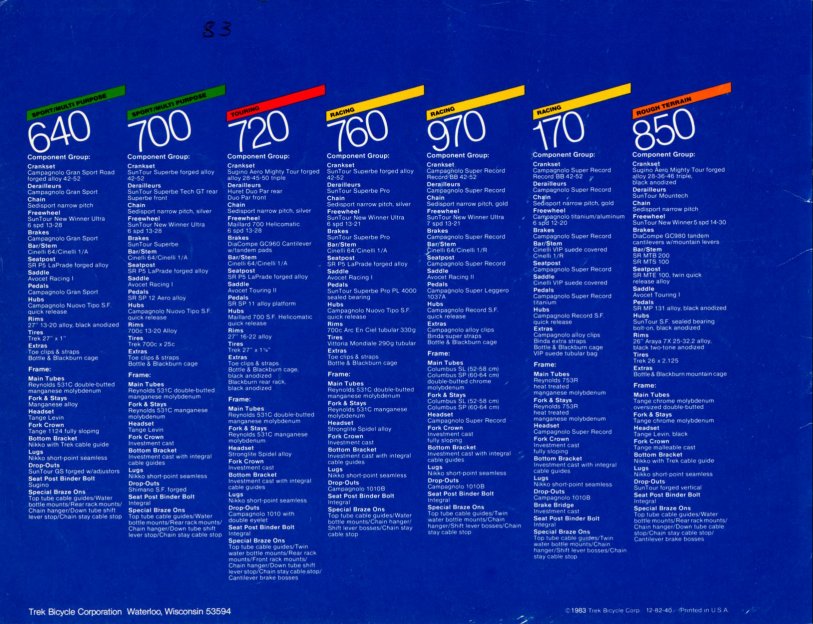 83
SPORT/MULTI PURPOSE
640
Component Group:
Crankset
Campagnolo Gran Sport Road
forged alloy 42-52
Derailleurs
Campagnolo Gran Sport
Chain
Sedisport narrow pitch
Freewheel
SunTour New Winner Ultra
6 spd 13-28
Brakes
Campagnolo Gran Sport
Bar/Stem
Cinelli 64/Cinelli 1/A
Seatpost
SR P5 LaPrade forged alloy
Saddle
Avocet Racing I
Pedals
Campagnolo Gran Sport
Hubs
Campagnolo Nuovo Tipo S.F.
quick release
Rims
27" 13-20 alloy, black anodized
Tires
Trek 27" x 1"
Extras
Toe clips & straps
Bottle & Blackburn cage
Frame:
Main Tubes
Reynolds 531C double-butted
manganese molybdenum
Fork & Stays
Manganese alloy
Headset
Tange Levin
Fork Crown
Tange 1124 fully sloping
Bottom Bracket
Nikko with Trek cable guide
Lugs
Nikko short-point seamless
Drop-Outs
SunTour GS forged w/adjustors
Seat Post Binder Bolt
Sugino
Special Braze Ons
Top tube cable guides/Water
bottle mounts/Rear rack mounts/
Chain hanger/Down tube shift
lever stop/Chain stay cable stop
SPORT/MULTI PURPOSE
700
Component Group:
Crankset
SunTour Superbe forged alloy
42-52
Derailleurs
SunTour Superbe Tech GT rear
Superbe front
Chain
Sedisport narrow pitch, silver
Freewheel
SunTour New Winner Ultra
6 spd 13-28
Brakes
SunTour Superbe
Bar/Stem
Cinelli 64/Cinelli 1/A
Seatpost
SR P5 LaPrade forged alloy
Saddle
Avocet Racing I
Pedals
SR SP 12 Aero alloy
Hubs
Campagnolo Nuovo Tipo S.F.
quick release
Rims
700c 13-20 Alloy
Tires
Trek 700c x 25c
Extras
Toe clips & straps
Bottle & Blackburn cage
Frame:
Main Tubes
Reynolds 531C double-butted
manganese molybdenum
Fork & Stays
Reynolds 531C manganese
molybdenum
Headset
Tange Levin
Fork Crown
Investment cast
Bottom Bracket
Investment cast with integral
cable guides
Lugs
Nikko short-point seamless
Drop-Outs
Shimano S.F. forged
Seat Post Binder Bolt
Integral
Special Braze Ons
Top tube cable guides/Water
bottle mounts/Rear rack mounts/
Chain hanger/Down tube shift
lever stop/Chain stay cable stop
TOURING
720
Component Group:
Crankset
Sugino Aero Mighty Tour forged
alloy 28-45-50 triple
Derailleurs
Huret Duo Par rear
Duo Par front
Chain
Sedisport narrow pitch, silver
Freewheel
Maillard 700 Helicomatic
6 spd 13-28
Brakes
DiaCompe GC960 Cantilever
w/tandem pads
Bar/Stem
Cinelli 64/Cinelli 1/A
Seatpost
SR P5 LaPrade forged alloy
Saddle
Avocet Touring II
Pedals
SR SP 11 alloy platform
Hubs
Maillard 700 S.F. Helicomatic
quick release
Rims
27" 16-22 alloy
Tires
Trek 27" x 1⅛"
Extras
Toe clips & straps
Bottle & Blackburn cage,
black anodized
Blackburn rear rack,
black anodized
Frame:
Main Tubes
Reynolds 531C double-butted
manganese molybdenum
Fork & Stays
Reynolds 531C manganese
molybdenum
Headset
Stronglite Spidel alloy
Fork Crown
Investment cast
Bottom Bracket
Investment cast with integral
cable guides
Lugs
Nikko short-point seamless
Drop-Outs
Campagnolo 1010 with
double eyelet
Seat Post Binder Bolt
Integral
Special Braze Ons
Top tube cable guides/Twin
water bottle mounts/Rear rack
mounts/Front rack mounts/
Chain hanger/Down tube shift
lever stop/Chain stay cable stop/
Cantilever brake bosses
RACING
760
Component Group:
Crankset
SunTour Superbe forged alloy
42-52
Derailleurs
SunTour Superbe Pro
Chain
Sedisport narrow pitch, silver
Freewheel
SunTour New Winner Ultra
6 spd 13-21
Brakes
SunTour Superbe Pro
Bar/Stem
Cinelli 64/Cinelli 1/A
Seatpost
SR P5 LaPrade forged alloy
Saddle
Avocet Racing I
Pedals
SunTour Superbe Pro PL 4000
sealed bearing
Hubs
Campagnolo Nuovo Tipo S.F.
quick release
Rims
700c Arc En Ciel tubular 330g
Tires
Vittoria Mondiale 290g tubular
Extras
Toe clips & straps
Bottle & Blackburn cage
Frame:
Main Tubes
Reynolds 531C double-butted
manganese molybdenum
Fork & Stays
Reynolds 531C manganese
molybdenum
Headset
Stronglite Spidel alloy
Fork Crown
Investment cast
Bottom Bracket
Investment cast with integral
cable guides
Lugs
Nikko short-point seamless
Drop-Outs
Campagnolo 1010B
Seat Post Binder Bolt
Integral
Special Braze Ons
Top tube cable guides/Water
bottle mounts/Chain hanger/
Shift lever bosses/Chain stay
cable stop
RACING
970
Component Group:
Crankset
Campagnolo Super Record
Record BB 42-52
Derailleurs
Campagnolo Super Record
Chain
Sedisport narrow pitch, gold
Freewheel
SunTour New Winner Ultra
7 spd 13-21
Brakes
Campagnolo Super Record
Bar/Stem
Campagnolo Cinelli 64/Cinelli 1/R
Seatpost
Campagnolo Super Record
Saddle
Avocet Racing II
Pedals
Campagnolo Super Leggero
1037A
Hubs
Campagnolo Record S.F.
quick release
Extras
Campagnolo alloy clips
Binda super straps
Bottle & Blackburn cage
Frame:
Main Tubes
Columbus SL (52-58 cm)
Columbus SP (60-64 cm)
double-butted chrome
molybdenum
Fork & Stays
Columbus SL (52-58 cm)
Columbus SP (60-64 cm)
Headset
Campagnolo Super Record
Fork Crown
Investment cast
fully sloping
Bottom Bracket
Investment cast with integral
cable guides
Lugs
Nikko short-point seamless
Drop-Outs
Campagnolo 1010B
Seat Post Binder Bolt
Integral
Special Braze Ons
Top tube cable guides/Twin
water bottle mounts/Chain
hanger/Shift lever bosses/Chain
stay cable stop
RACING
170
Component Group:
Crankset
Campagnolo Super Record
Record BB 42-52
Derailleurs
Campagnolo Super Record
Chain
Sedisport narrow pitch, gold
Freewheel
Campagnolo titanium/aluminum
6 spd 12-20
Brakes
Campagnolo Super Record
Bar/Stem
Cinelli VIP suede covered
Cinelli 1/R
Seatpost
Campagnolo Super Record
Saddle
Cinelli VIP suede covered
Pedals
Campagnolo Super Record
titanium
Hubs
Campagnolo Record S.F.
quick release
Extras
Campagnolo alloy clips
Binda extra straps
Bottle & Blackburn cage
VIP suede tubular bag
Frame:
Main Tubes
Reynolds 753R
heat treated
manganese molybdenum
Fork & Stays
Reynolds 753R
heat treated
manganese molybdenum
Headset
Campagnolo Super Record
Fork Crown
Investment cast
fully sloping
Bottom Bracket
Investment cast with integral
cable guides
Lugs
Nikko short-point seamless
Drop-Outs
Campagnolo 1010B
Brake Bridge
Investment cast
Seat Post Binder Bolt
Integral
Special Braze Ons
Top tube cable guides/Twin
water bottle mounts/Chain
hanger/Shift lever bosses/Chain
stay cable stop
ROUGH TERRAIN
850
Component Group:
Crankset
Sugino Aero Mighty Tour forged
alloy 28-36-46 triple,
black anodized
Derailleurs
SunTour Mountech
Chain
Sedisport narrow pitch
Freewheel
SunTour New Winner 5 spd 14-30
Brakes
DiaCompe GC980 tandem
cantilevers w/mountain levers
Bar/Stem
SR MTB 200
SR MTS 100
Seatpost
SR MTE 100, twin quick
release alloy
Saddle
Avocet Touring I
Pedals
SR MP 131 alloy, black anodized
Hubs
SunTour S.F. sealed bearing
bolt-on, black anodized
Rims
26" Araya 7X 25-32.2 alloy,
black two-tone anodized
Tires
Trek 26 x 2.125
Extras
Bottle & Blackburn mountain cage
Frame:
Main Tubes
Tange chrome molybdenum
oversized double-butted
Fork & Stays
Tange chrome molybdenum
Headset
Tange Levin, black
Fork Crown
Tange malleable cast
Bottom Bracket
Nikko with Trek cable guide
Lugs
Nikko short-point seamless
Drop-Outs
SunTour forged vertical
Seat Post Binder Bolt
Integral
Special Braze Ons
Top tube cable guides/Water
bottle mounts/Rear rack mounts/
Chain hanger/Down tube cable
stop/Chain stay cable stop/
Cantilever brake bosses
Trek Bicycle Corporation Waterloo, Wisconsin 53594
©1983 Trek Bicycle Corp. 12-82-40 Printed in U.S.A.